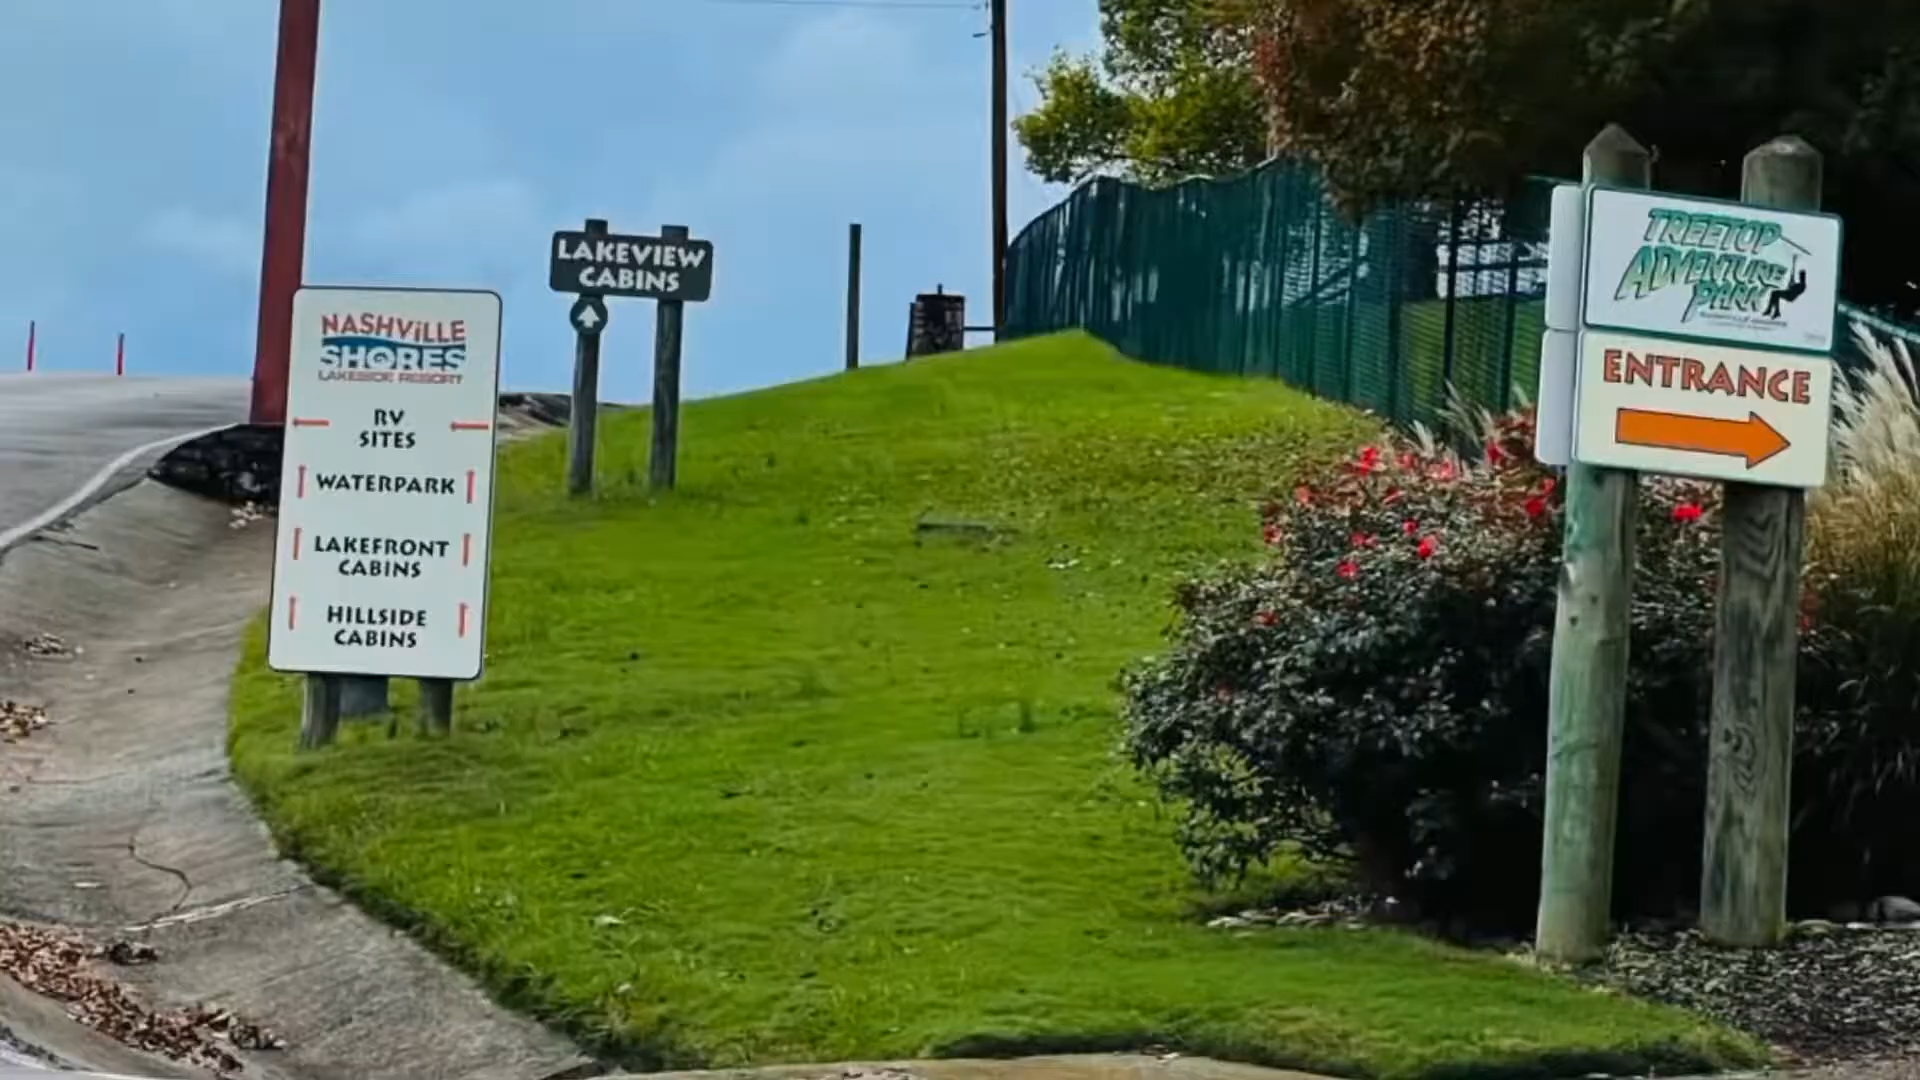 NASHVILLE
SHORES
LAKESIDE RESORT
RV
SITES
WATERPARK
LAKEFRONT
CABINS
HILLSIDE
CABINS
LAKEVIEW
CABINS
TREETOP
ADVENTURE
PARK
ENTRANCE